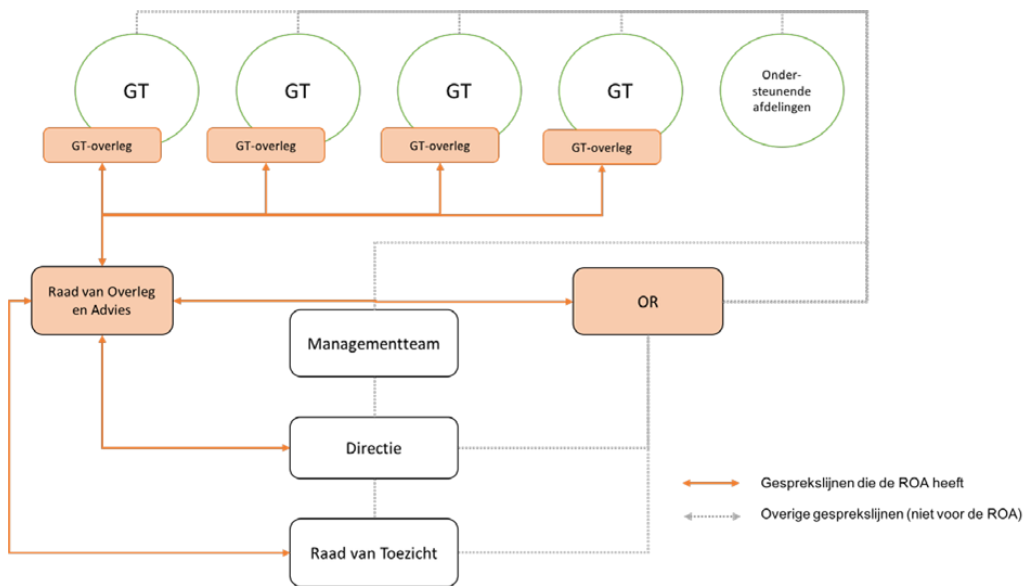 GT
GT
GT
GT
Onder-
steunende
afdelingen
GT-overleg
GT-overleg
GT-overleg
GT-overleg
Raad van Overleg
en Advies
OR
Managementteam
Directie
Raad van Toezicht
Gesprekslijnen die de ROA heeft
Overige gesprekslijnen (niet voor de ROA)